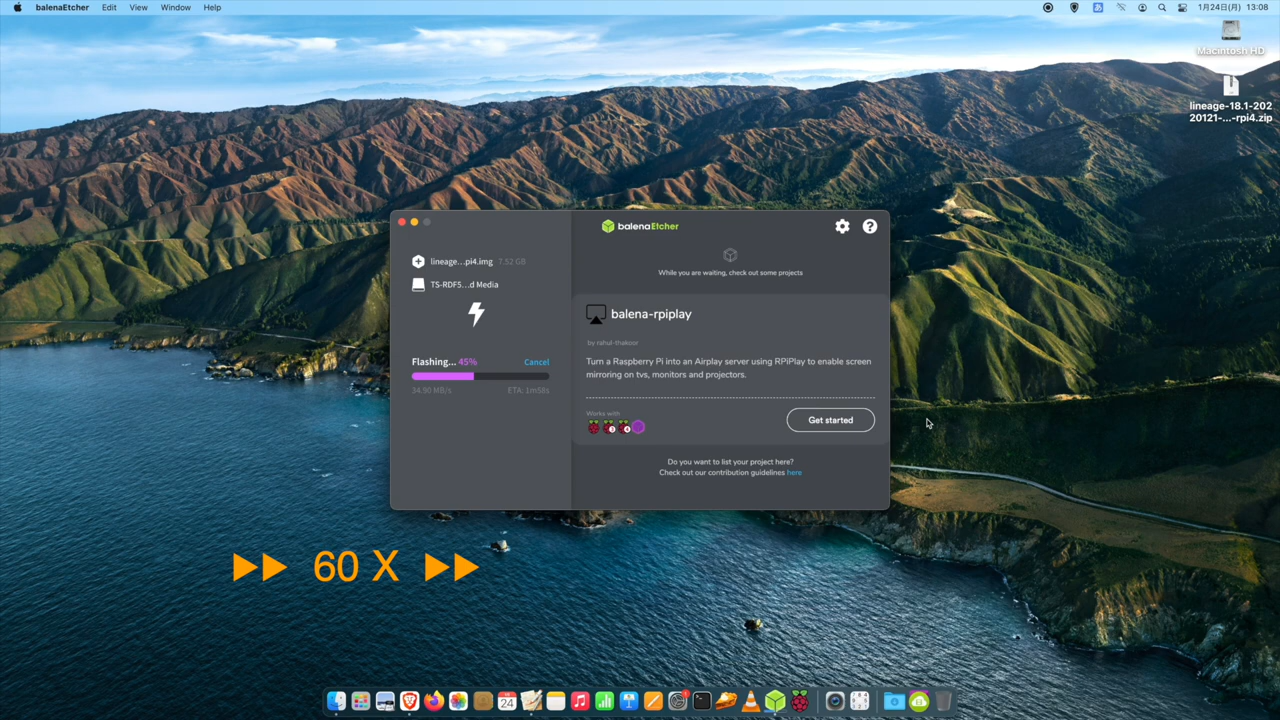 balenaEtcher Edit View Window Help あ 1月24日(月) 13:08
Macintosh HD
lineage-18.1-202
20121-...-rpi4.zip
balenaEtcher
lineage...pi4.img 7.52 GB
TS-RDF5...d Media
Flashing... 45% Cancel
34.90 MB/s ETA: 1m58s
While you are waiting, check out some projects
balena-rpiplay
by rahul-thakoor
Turn a Raspberry Pi into an Airplay server using RPiPlay to enable screen
mirroring on tvs, monitors and projectors.
Works with
Get started
Do you want to list your project here?
Check out our contribution guidelines here
60 X
24